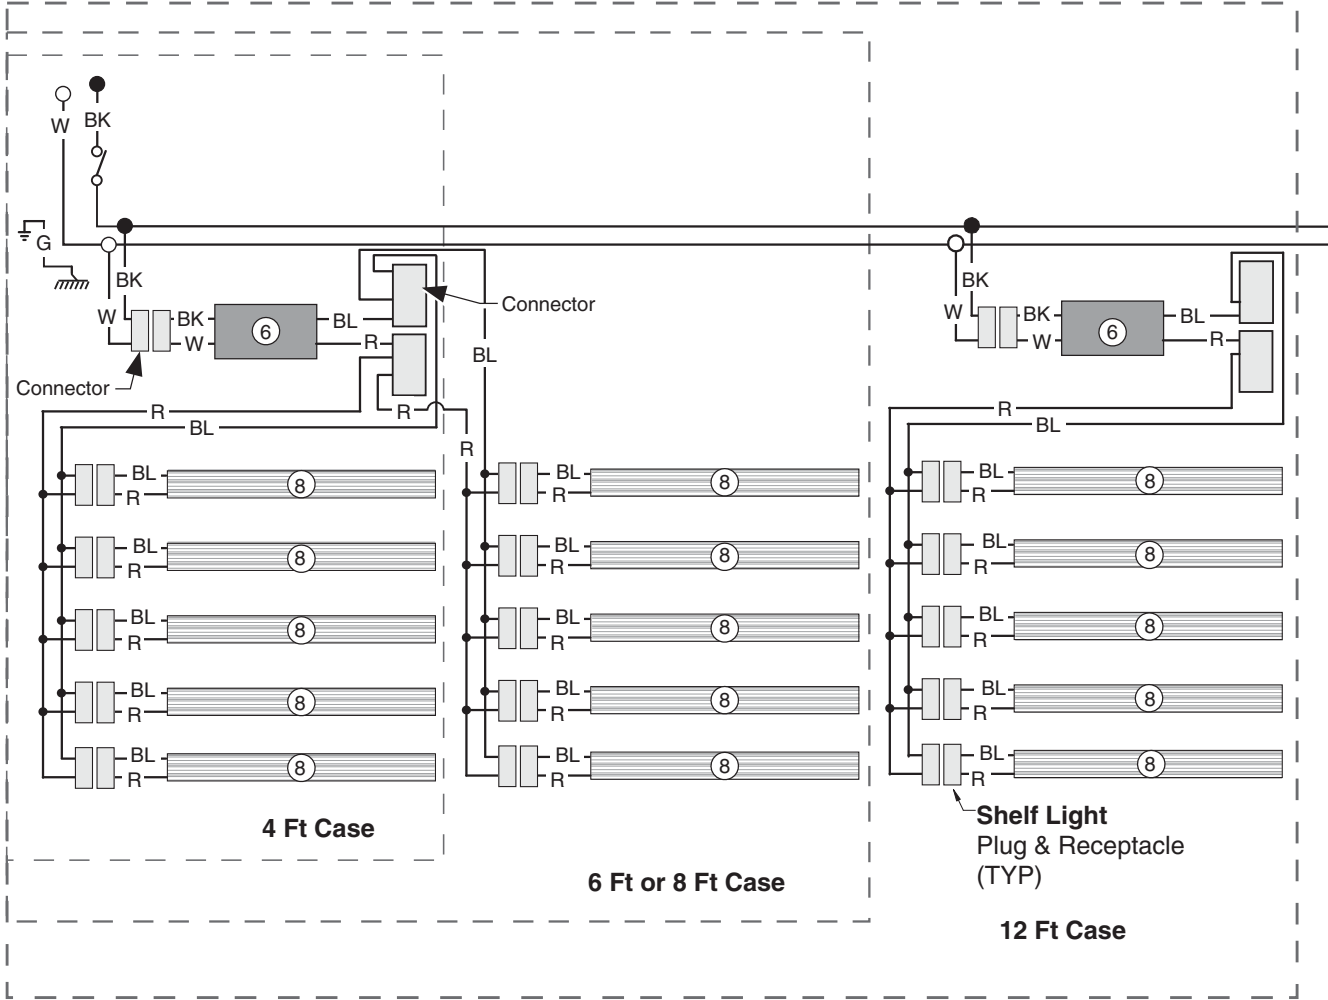 W
BK
G
BK
W
BK
W
BL
R
Connector
Connector
BL
R
BL
R
R
BK
W
BK
W
BL
R
R
BL
BL
R
8
BL
R
8
BL
R
8
BL
R
8
BL
R
8
BL
R
8
BL
R
8
BL
R
8
BL
R
8
BL
R
8
BL
R
8
BL
R
8
BL
R
8
BL
R
8
BL
R
8
6
6
4 Ft Case
6 Ft or 8 Ft Case
Shelf Light
Plug & Receptacle
(TYP)
12 Ft Case